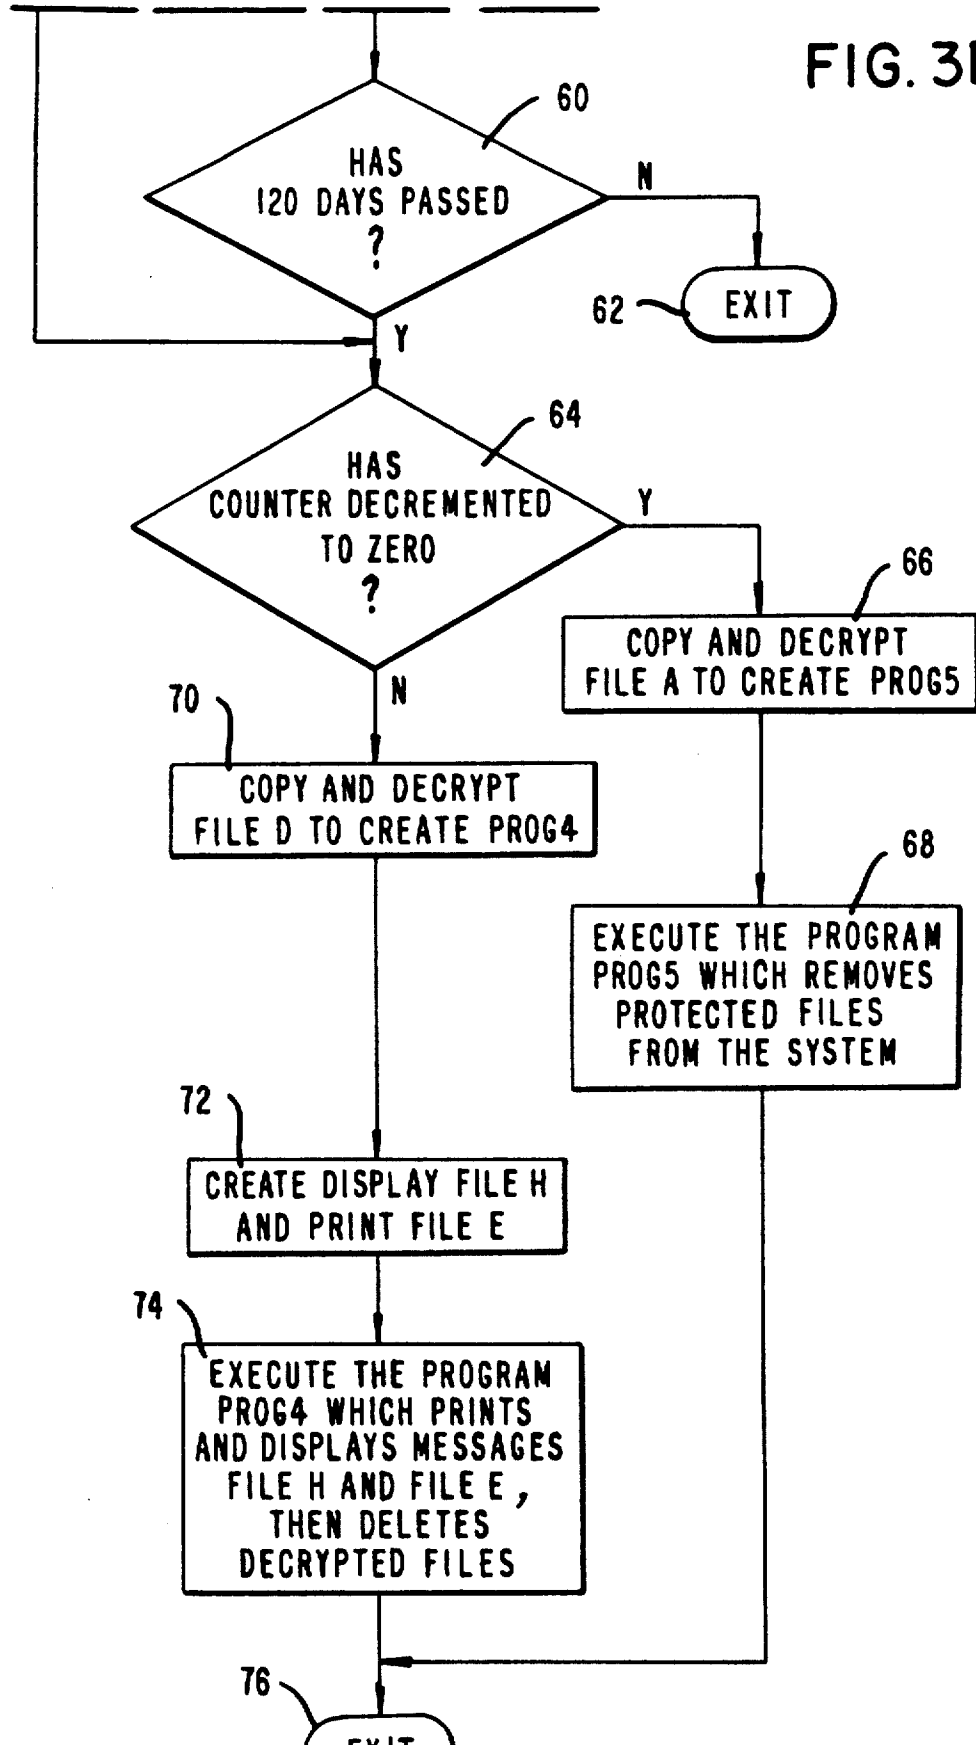 FIG. 3
60
HAS
120 DAYS PASSED
?
N
62
EXIT
Y
64
HAS
COUNTER DECREMENTED
TO ZERO
?
Y
66
COPY AND DECRYPT
FILE A TO CREATE PROG5
N
70
COPY AND DECRYPT
FILE D TO CREATE PROG4
68
EXECUTE THE PROGRAM
PROG5 WHICH REMOVES
PROTECTED FILES
FROM THE SYSTEM
72
CREATE DISPLAY FILE H
AND PRINT FILE E
74
EXECUTE THE PROGRAM
PROG4 WHICH PRINTS
AND DISPLAYS MESSAGES
FILE H AND FILE E,
THEN DELETES
DECRYPTED FILES
76
EXIT